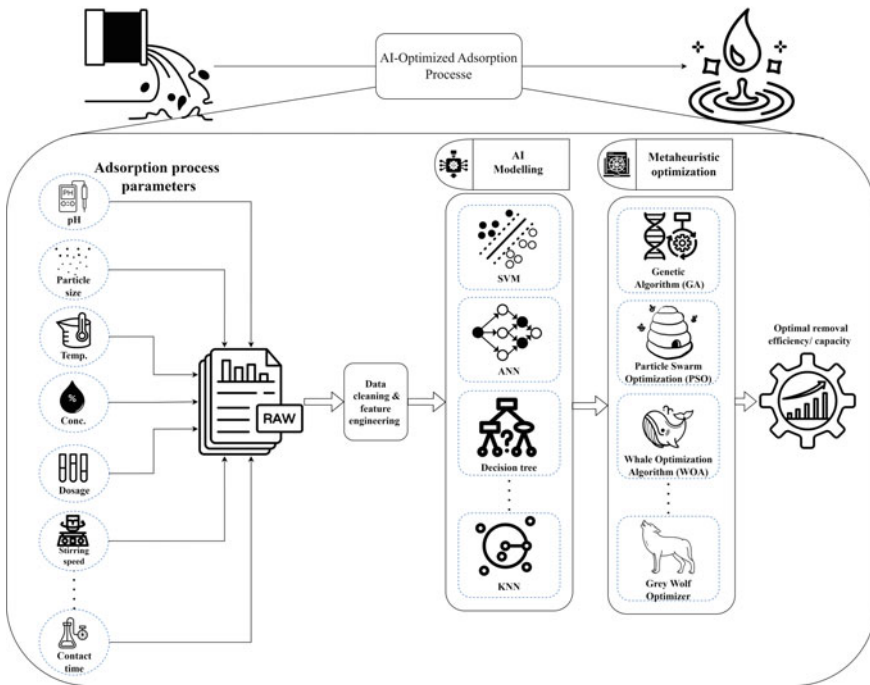 AI-Optimized Adsorption
Processe
Adsorption process
parameters
PH
pH
Particle
size
Temp.
%
Conc.
Dosage
Stirring
speed
Contact
time
RAW
Data
cleaning &
feature
engineering
AI
Modelling
SVM
ANN
?
Decision tree
KNN
Metaheuristic
optimization
Genetic
Algorithm (GA)
Particle Swarm
Optimization (PSO)
Whale Optimization
Algorithm (WOA)
Grey Wolf
Optimizer
Optimal removal
efficiency/ capacity